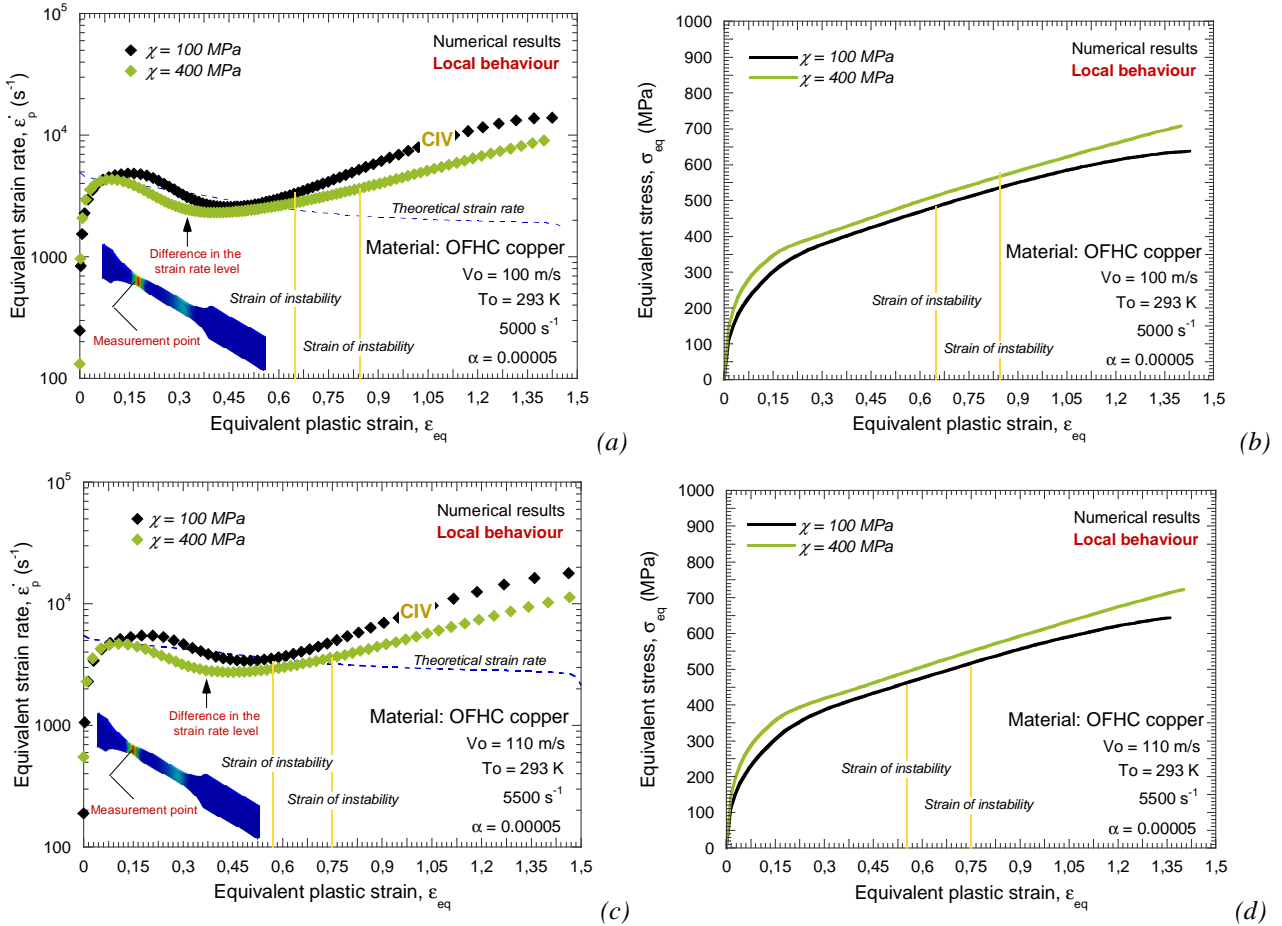 10^5
10^4
1000
100
Equivalent strain rate, ε̇_p (s^-1)
χ = 100 MPa
χ = 400 MPa
Numerical results
Local behaviour
CIV
Theoretical strain rate
Difference in the
strain rate level
Material: OFHC copper
Vo = 100 m/s
To = 293 K
5000 s^-1
α = 0.00005
Strain of instability
Strain of instability
Measurement point
0 0,15 0,3 0,45 0,6 0,75 0,9 1,05 1,2 1,35 1,5
Equivalent plastic strain, ε_eq
(a)
1000
900
800
700
600
500
400
300
200
100
0
Equivalent stress, σ_eq (MPa)
χ = 100 MPa
χ = 400 MPa
Numerical results
Local behaviour
Material: OFHC copper
Vo = 100 m/s
To = 293 K
5000 s^-1
α = 0.00005
Strain of instability
Strain of instability
0 0,15 0,3 0,45 0,6 0,75 0,9 1,05 1,2 1,35 1,5
Equivalent plastic strain, ε_eq
(b)
10^5
10^4
1000
100
Equivalent strain rate, ε̇_p (s^-1)
χ = 100 MPa
χ = 400 MPa
Numerical results
Local behaviour
CIV
Theoretical strain rate
Difference in the
strain rate level
Material: OFHC copper
Vo = 110 m/s
To = 293 K
5500 s^-1
α = 0.00005
Strain of instability
Strain of instability
Measurement point
0 0,15 0,3 0,45 0,6 0,75 0,9 1,05 1,2 1,35 1,5
Equivalent plastic strain, ε_eq
(c)
1000
900
800
700
600
500
400
300
200
100
0
Equivalent stress, σ_eq (MPa)
χ = 100 MPa
χ = 400 MPa
Numerical results
Local behaviour
Material: OFHC copper
Vo = 110 m/s
To = 293 K
5500 s^-1
α = 0.00005
Strain of instability
Strain of instability
0 0,15 0,3 0,45 0,6 0,75 0,9 1,05 1,2 1,35 1,5
Equivalent plastic strain, ε_eq
(d)